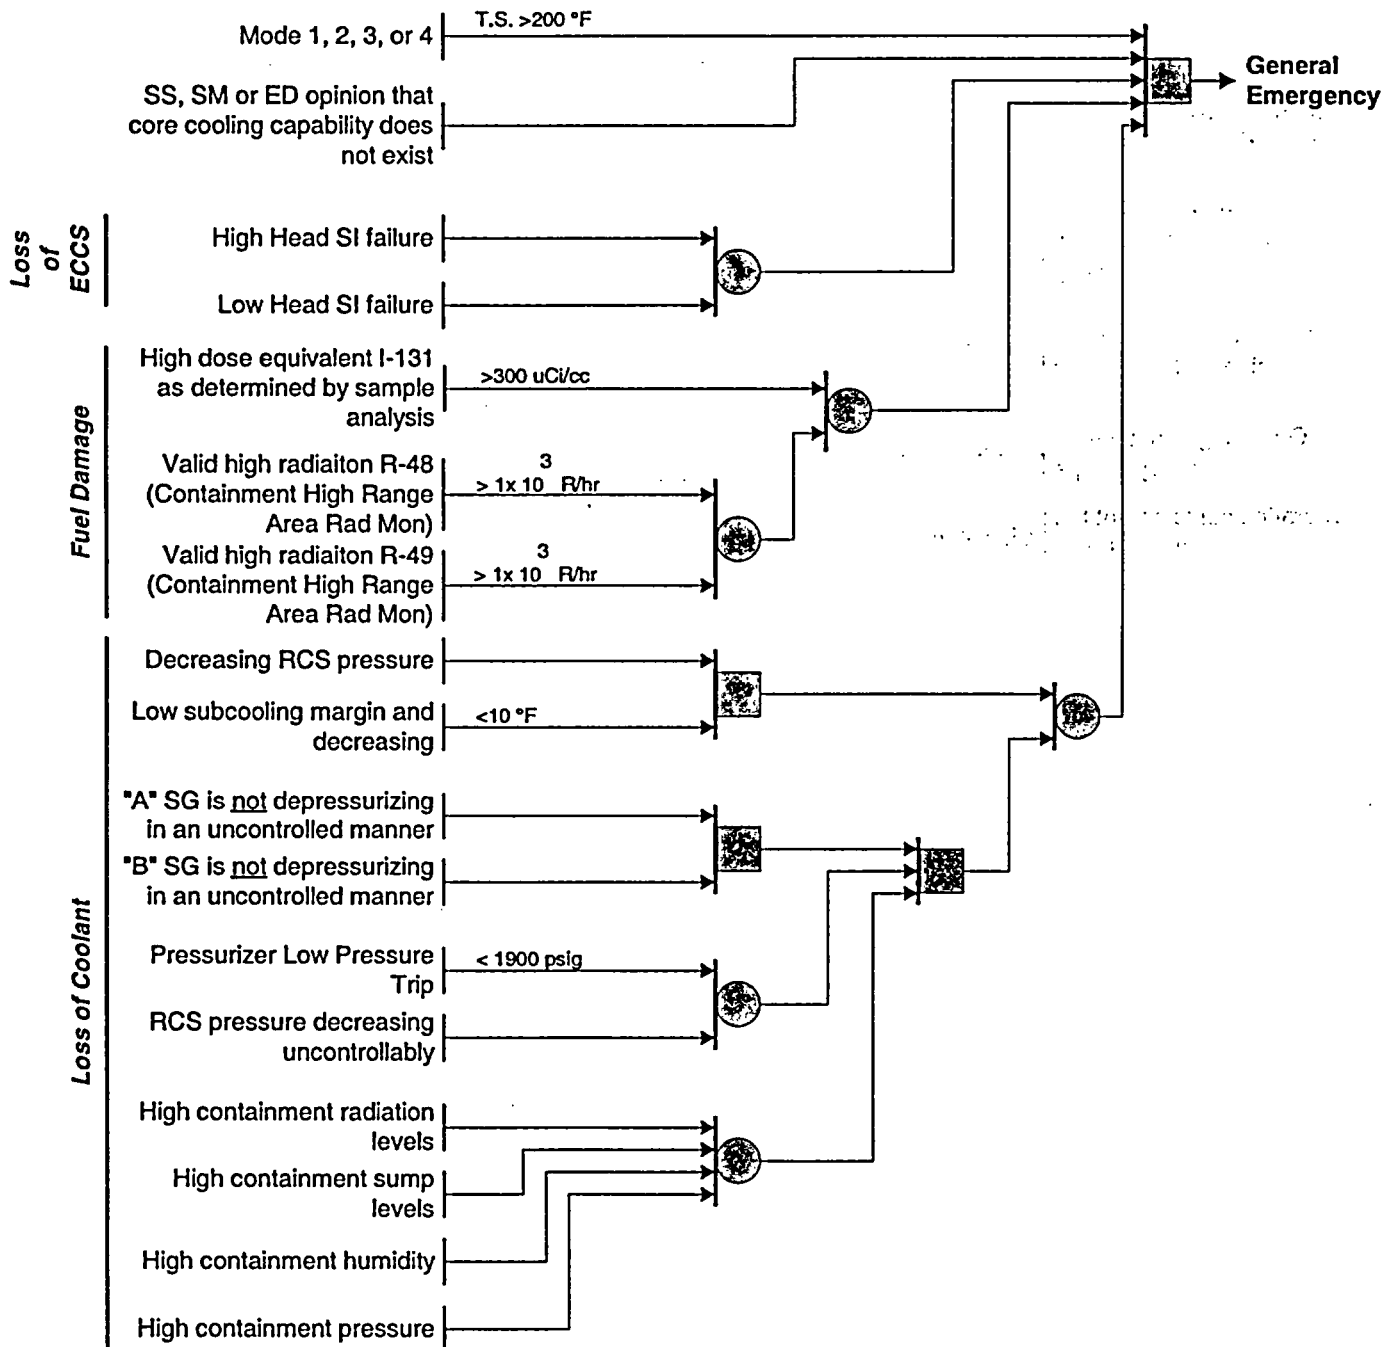 T.S. >200 °F
Mode 1, 2, 3, or 4
General
Emergency
SS, SM or ED opinion that
core cooling capability does
not exist
Loss
of
ECCS
High Head SI failure
Low Head SI failure
Fuel Damage
High dose equivalent I-131
as determined by sample
analysis
>300 uCi/cc
Valid high radiaiton R-48
(Containment High Range
Area Rad Mon)
3
> 1x 10 R/hr
Valid high radiaiton R-49
(Containment High Range
Area Rad Mon)
3
> 1x 10 R/hr
Loss of Coolant
Decreasing RCS pressure
Low subcooling margin and
decreasing
<10 °F
"A" SG is not depressurizing
in an uncontrolled manner
"B" SG is not depressurizing
in an uncontrolled manner
Pressurizer Low Pressure
Trip
< 1900 psig
RCS pressure decreasing
uncontrollably
High containment radiation
levels
High containment sump
levels
High containment humidity
High containment pressure